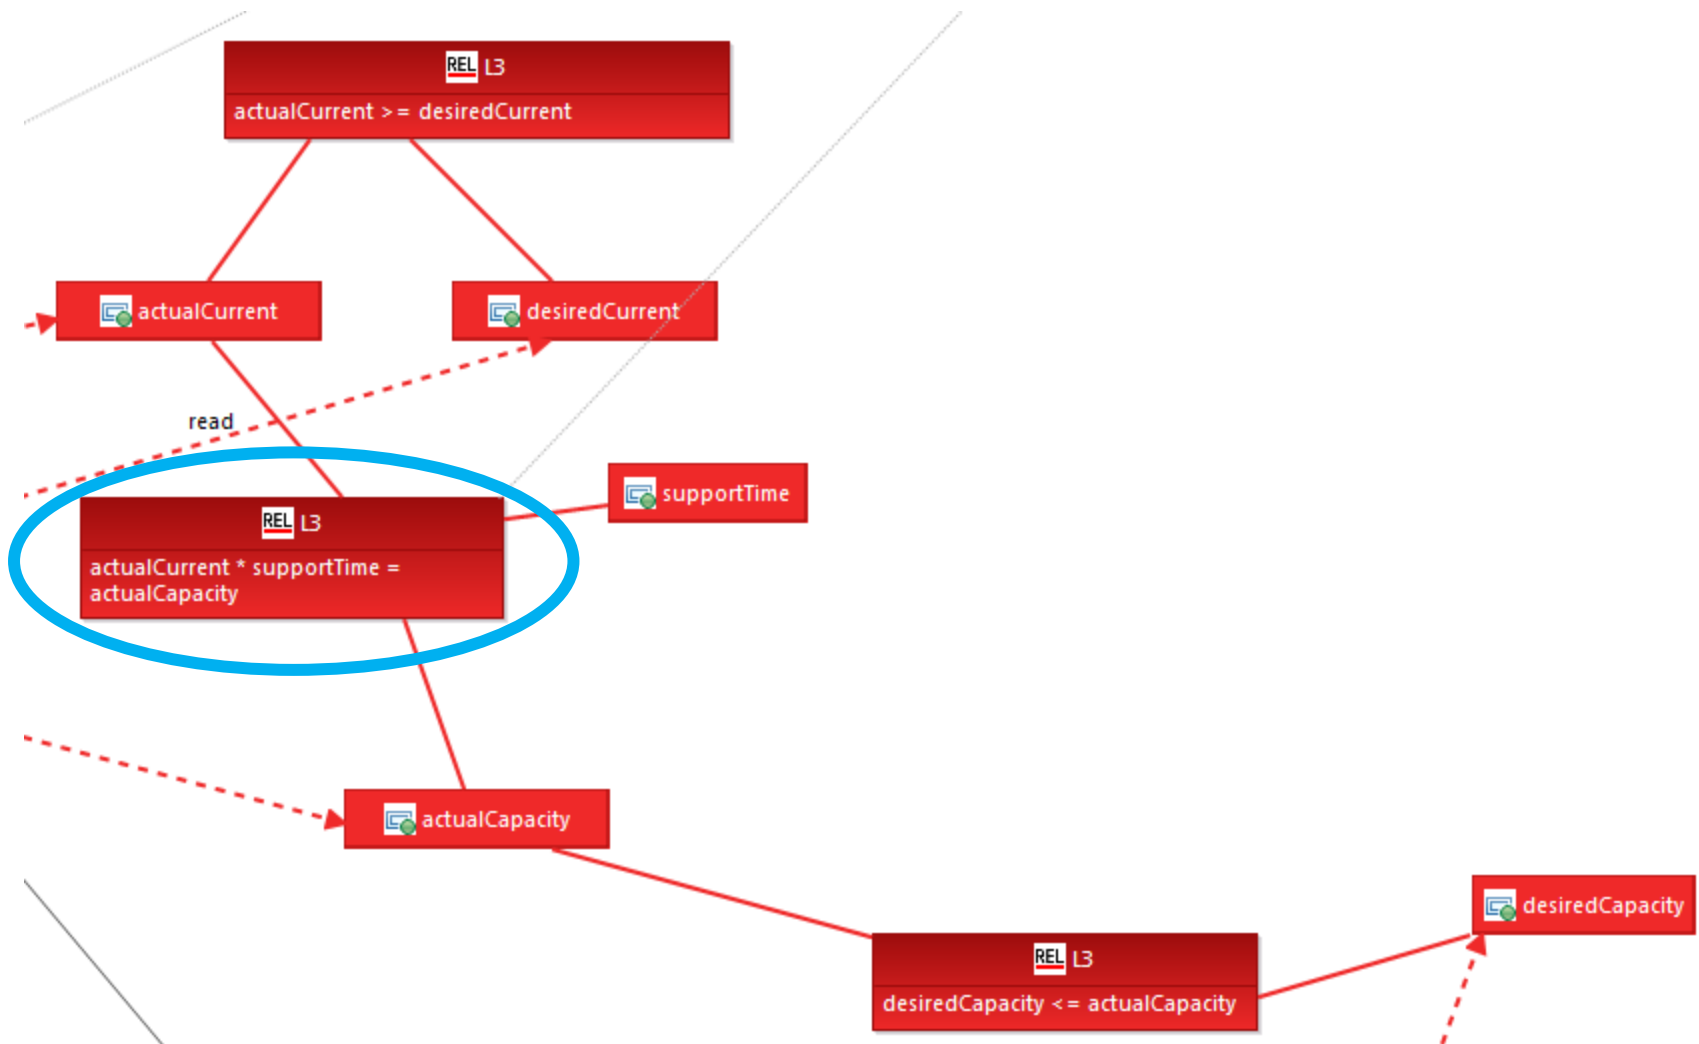 REL L3
actualCurrent >= desiredCurrent
actualCurrent
desiredCurrent
read
supportTime
REL L3
actualCurrent * supportTime =
actualCapacity
actualCapacity
desiredCapacity
REL L3
desiredCapacity <= actualCapacity